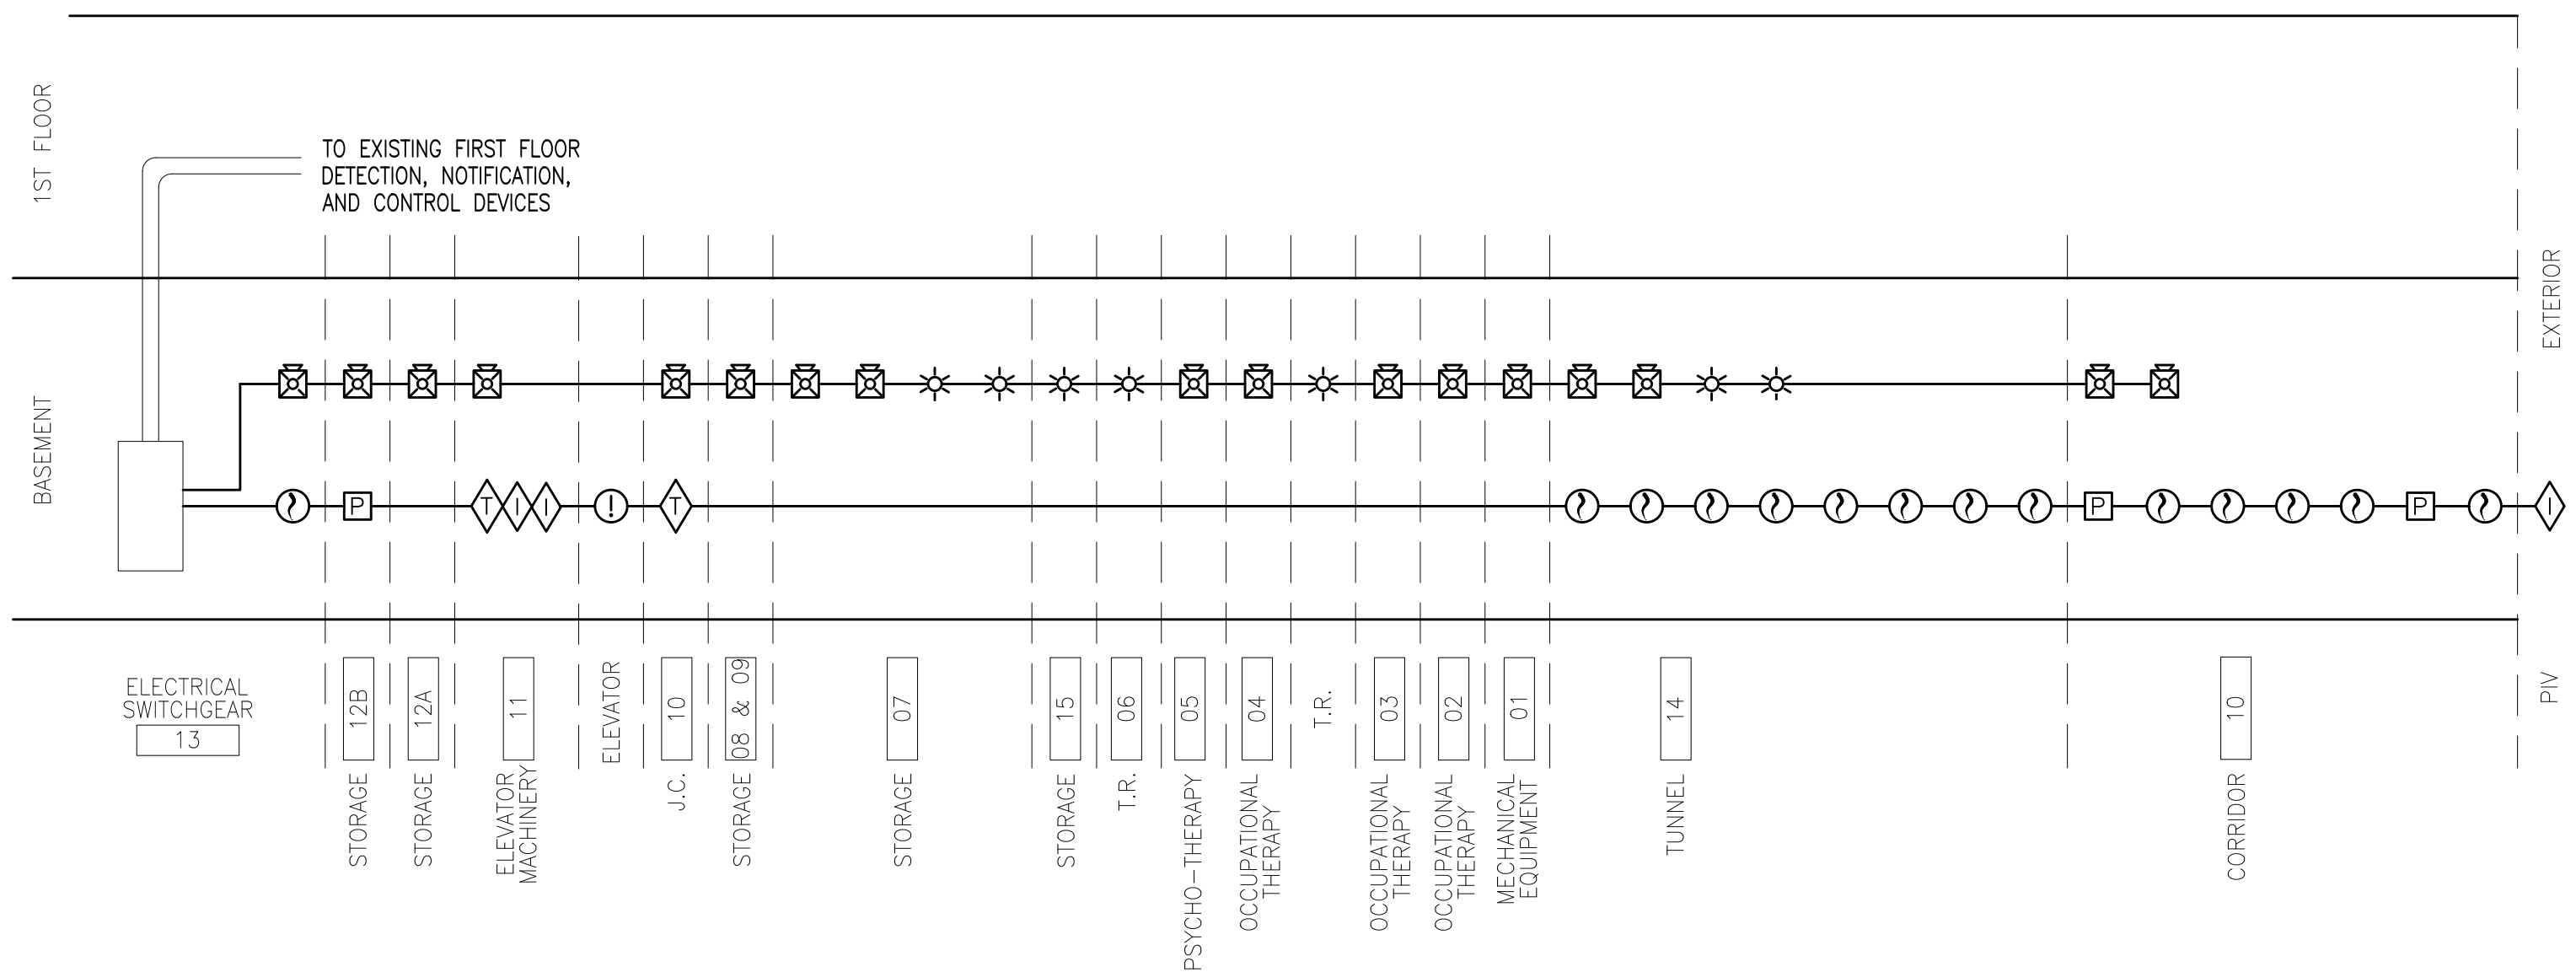 1ST FLOOR
TO EXISTING FIRST FLOOR
DETECTION, NOTIFICATION,
AND CONTROL DEVICES
EXTERIOR
BASEMENT
P
T
I
I
!
T
P
P
I
ELECTRICAL
SWITCHGEAR
13
12B
STORAGE
12A
STORAGE
11
ELEVATOR
MACHINERY
ELEVATOR
10
J.C.
08 & 09
STORAGE
07
STORAGE
15
STORAGE
06
T.R.
05
PSYCHO-THERAPY
04
OCCUPATIONAL
THERAPY
T.R.
03
OCCUPATIONAL
THERAPY
02
OCCUPATIONAL
THERAPY
01
MECHANICAL
EQUIPMENT
14
TUNNEL
10
CORRIDOR
PIV